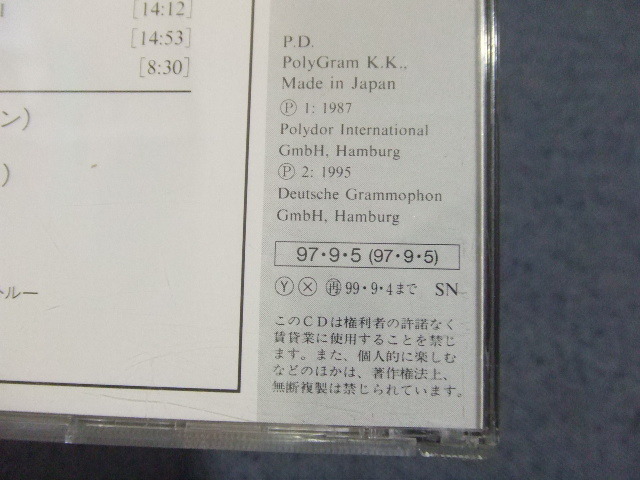 [14:12]
[14:53]
[8:30]
ン)
)
トルー
P.D.
PolyGram K.K.,
Made in Japan
Ⓟ 1: 1987
Polydor International
GmbH, Hamburg
Ⓟ 2: 1995
Deutsche Grammophon
GmbH, Hamburg
97・9・5 (97・9・5)
Ⓨ Ⓧ 再 99・9・4まで SN
このCDは権利者の許諾なく
賃貸業に使用することを禁じ
ます。また、個人的に楽しむ
などのほかは、著作権法上、
無断複製は禁じられています。